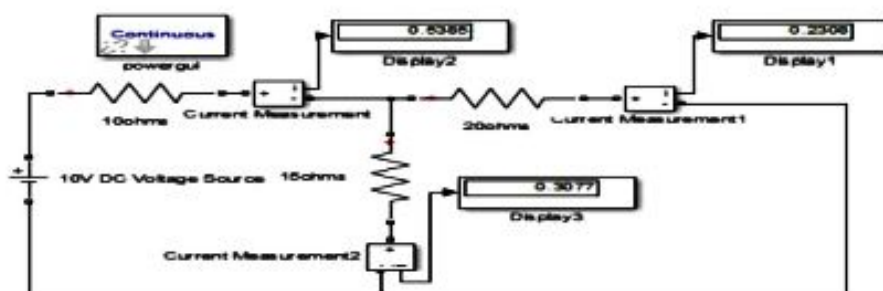 Continuous
powergui
0.5385
Display2
0.2308
Display1
10ohms
Current Measurement
20ohms
Current Measurement1
10V DC Voltage Source
15ohms
0.3077
Display3
Current Measurement2